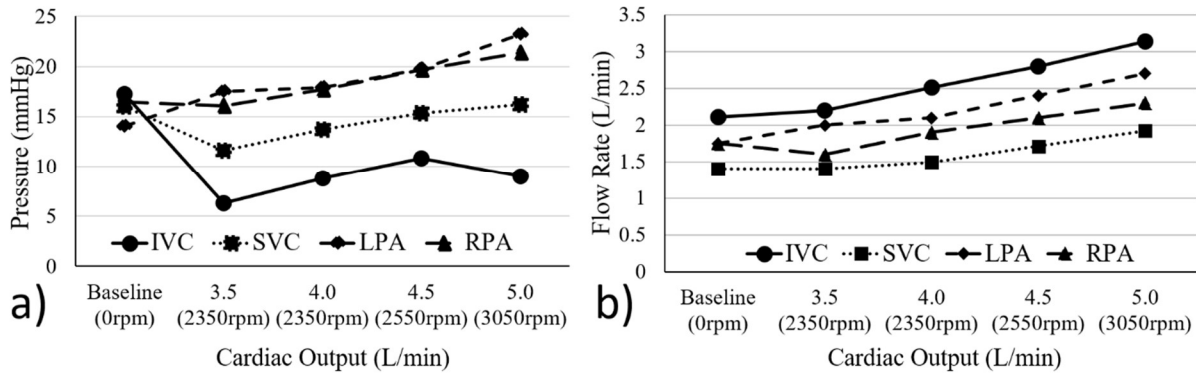 25
20
15
10
5
0
Pressure (mmHg)
IVC SVC LPA RPA
Baseline 3.5 4.0 4.5 5.0
(0rpm) (2350rpm) (2350rpm) (2550rpm) (3050rpm)
a)
Cardiac Output (L/min)
3.5
3
2.5
2
1.5
1
0.5
0
Flow Rate (L/min)
IVC SVC LPA RPA
Baseline 3.5 4.0 4.5 5.0
(0rpm) (2350rpm) (2350rpm) (2550rpm) (3050rpm)
b)
Cardiac Output (L/min)